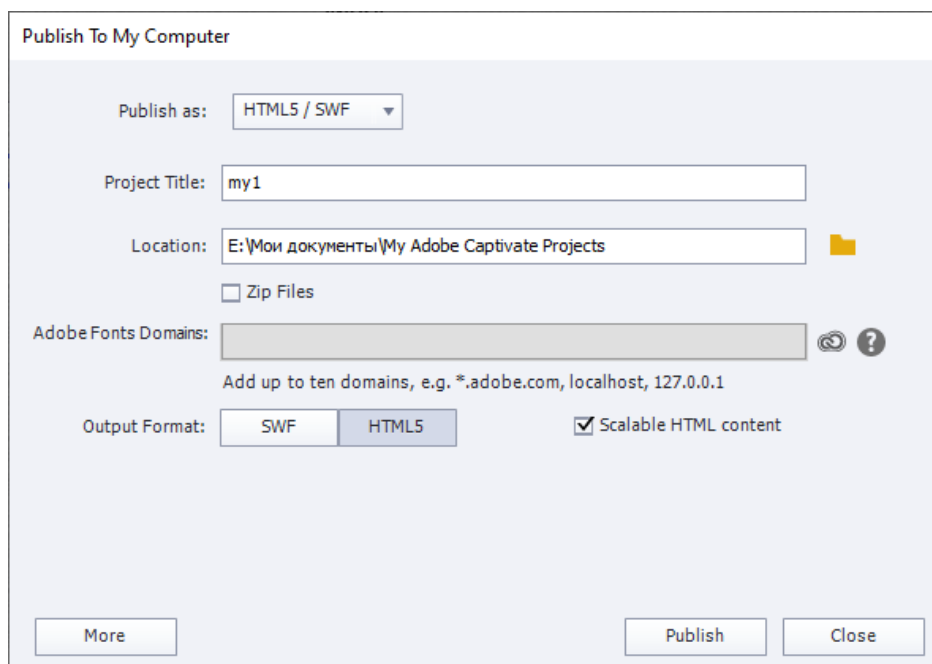 Publish To My Computer
Publish as: HTML5 / SWF
Project Title: my1
Location: E:\Мои документы\My Adobe Captivate Projects
Zip Files
Adobe Fonts Domains: ?
Add up to ten domains, e.g. *.adobe.com, localhost, 127.0.0.1
Output Format: SWF HTML5 Scalable HTML content
More Publish Close